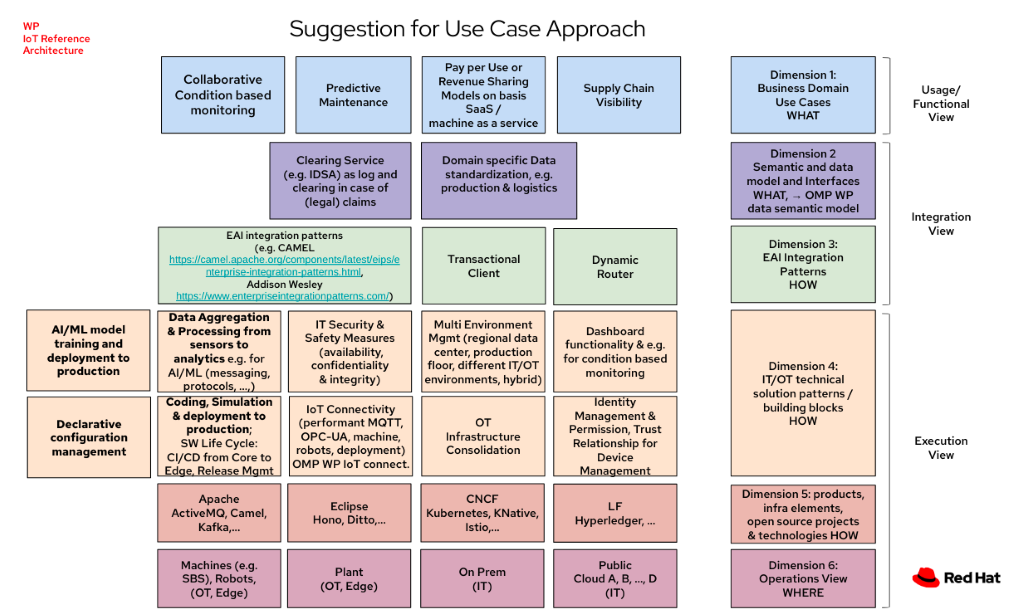 WP
IoT Reference
Architecture
Suggestion for Use Case Approach
Collaborative
Condition based
monitoring
Predictive
Maintenance
Pay per Use or
Revenue Sharing
Models on basis
SaaS /
machine as a service
Supply Chain
Visibility
Dimension 1:
Business Domain
Use Cases
WHAT
Usage/
Functional
View
Clearing Service
(e.g. IDSA) as log and
clearing in case of
(legal) claims
Domain specific Data
standardization, e.g.
production & logistics
Dimension 2
Semantic and data
model and Interfaces
WHAT, → OMP WP
data semantic model
Integration
View
EAI integration patterns
(e.g. CAMEL
https://camel.apache.org/components/latest/eips/e
nterprise-integration-patterns.html,
Addison Wesley
https://www.enterpriseintegrationpatterns.com/)
Transactional
Client
Dynamic
Router
Dimension 3:
EAI Integration
Patterns
HOW
AI/ML model
training and
deployment to
production
Data Aggregation
& Processing from
sensors to
analytics e.g. for
AI/ML (messaging,
protocols, ...,)
IT Security &
Safety Measures
(availability,
confidentiality
& integrity)
Multi Environment
Mgmt (regional data
center, production
floor, different IT/OT
environments, hybrid)
Dashboard
functionality & e.g.
for condition based
monitoring
Dimension 4:
IT/OT technical
solution patterns /
building blocks
HOW
Declarative
configuration
management
Coding, Simulation
& deployment to
production;
SW Life Cycle:
CI/CD from Core to
Edge, Release Mgmt
IoT Connectivity
(performant MQTT,
OPC-UA, machine,
robots, deployment)
OMP WP IoT connect.
OT
Infrastructure
Consolidation
Identity
Management &
Permission, Trust
Relationship for
Device
Management
Execution
View
Apache
ActiveMQ, Camel,
Kafka,...
Eclipse
Hono, Ditto,...
CNCF
Kubernetes, KNative,
Istio,...
LF
Hyperledger, ...
Dimension 5: products,
infra elements,
open source projects
& technologies HOW
Machines (e.g.
SBS), Robots,
(OT, Edge)
Plant
(OT, Edge)
On Prem
(IT)
Public
Cloud A, B, ..., D
(IT)
Dimension 6:
Operations View
WHERE
Red Hat